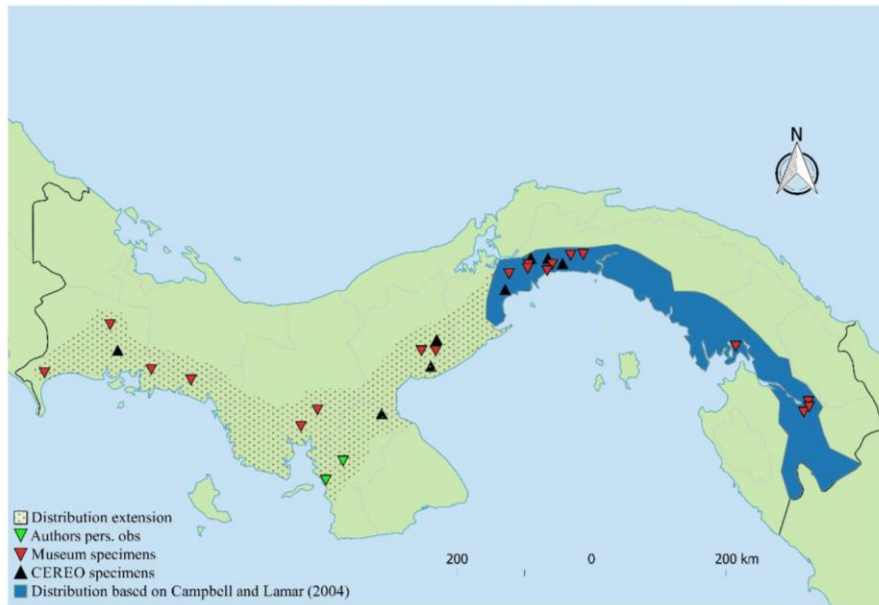 N
Distribution extension
Authors pers. obs
Museum specimens
CEREO specimens
Distribution based on Campbell and Lamar (2004)
200 0 200 km